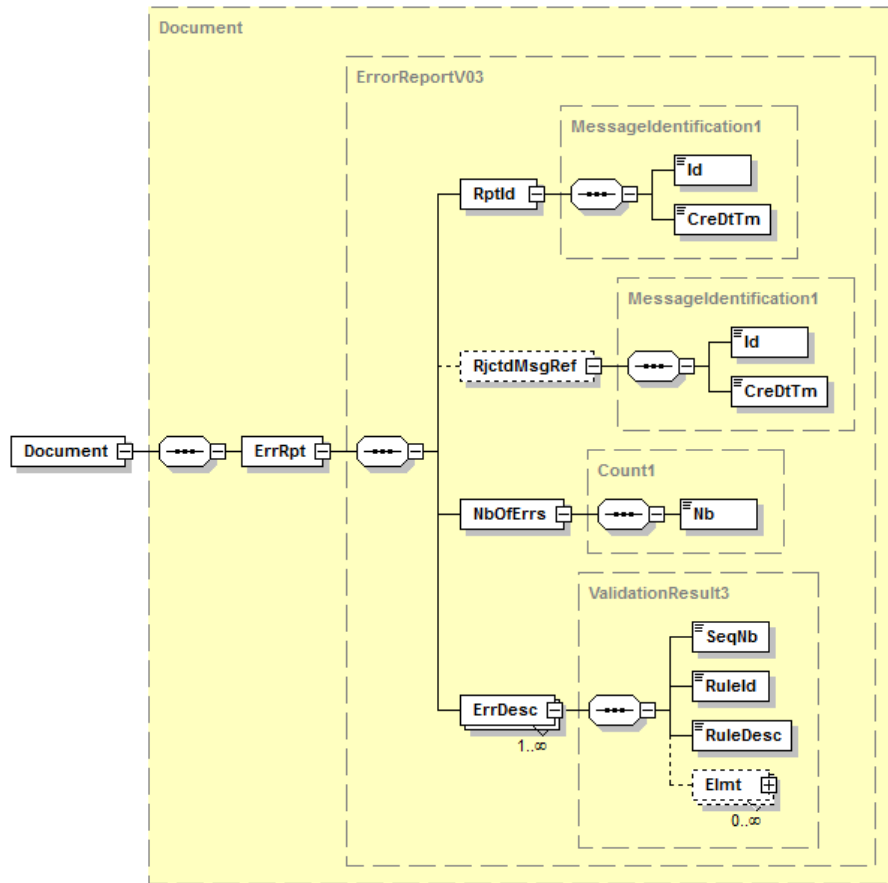 Document
ErrorReportV03
MessageIdentification1
Id
RptId
CreDtTm
MessageIdentification1
Id
RjctdMsgRef
CreDtTm
Document
ErrRpt
Count1
NbOfErrs
Nb
ValidationResult3
SeqNb
RuleId
ErrDesc
1..∞
RuleDesc
Elmt
0..∞